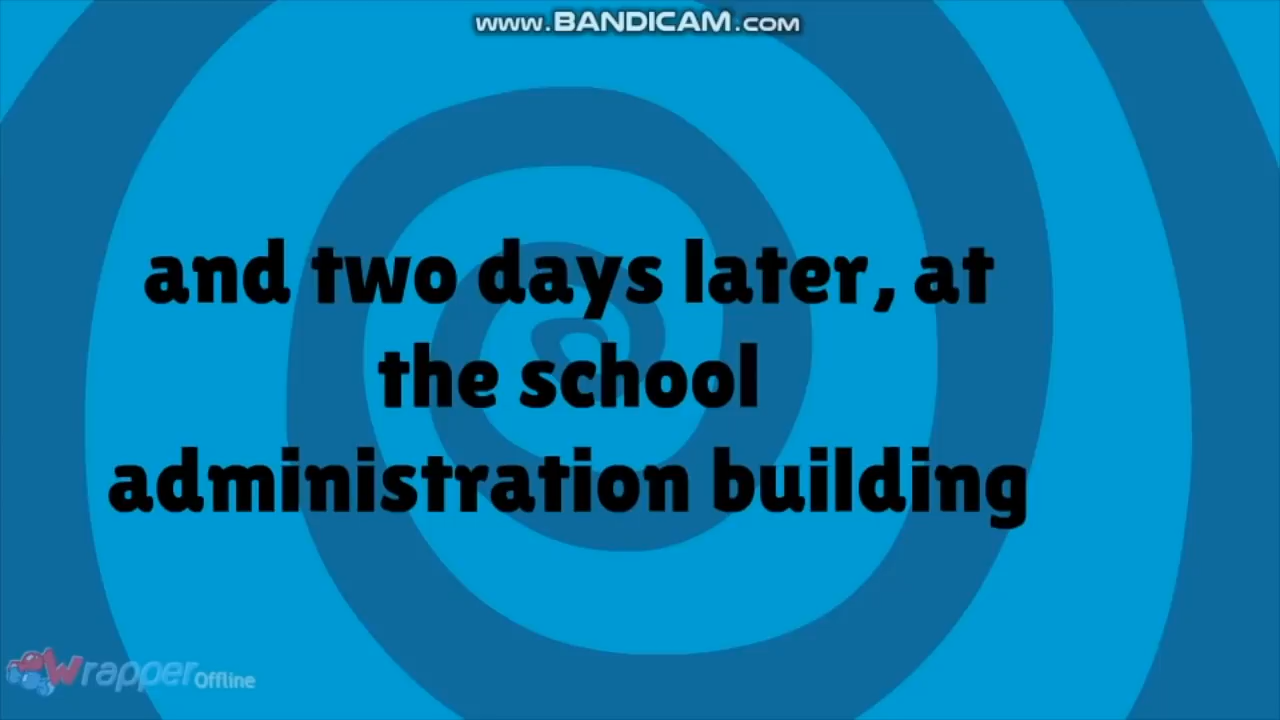 www.BANDICAM.com
and two days later, at
the school
administration building
Wrapper Offline